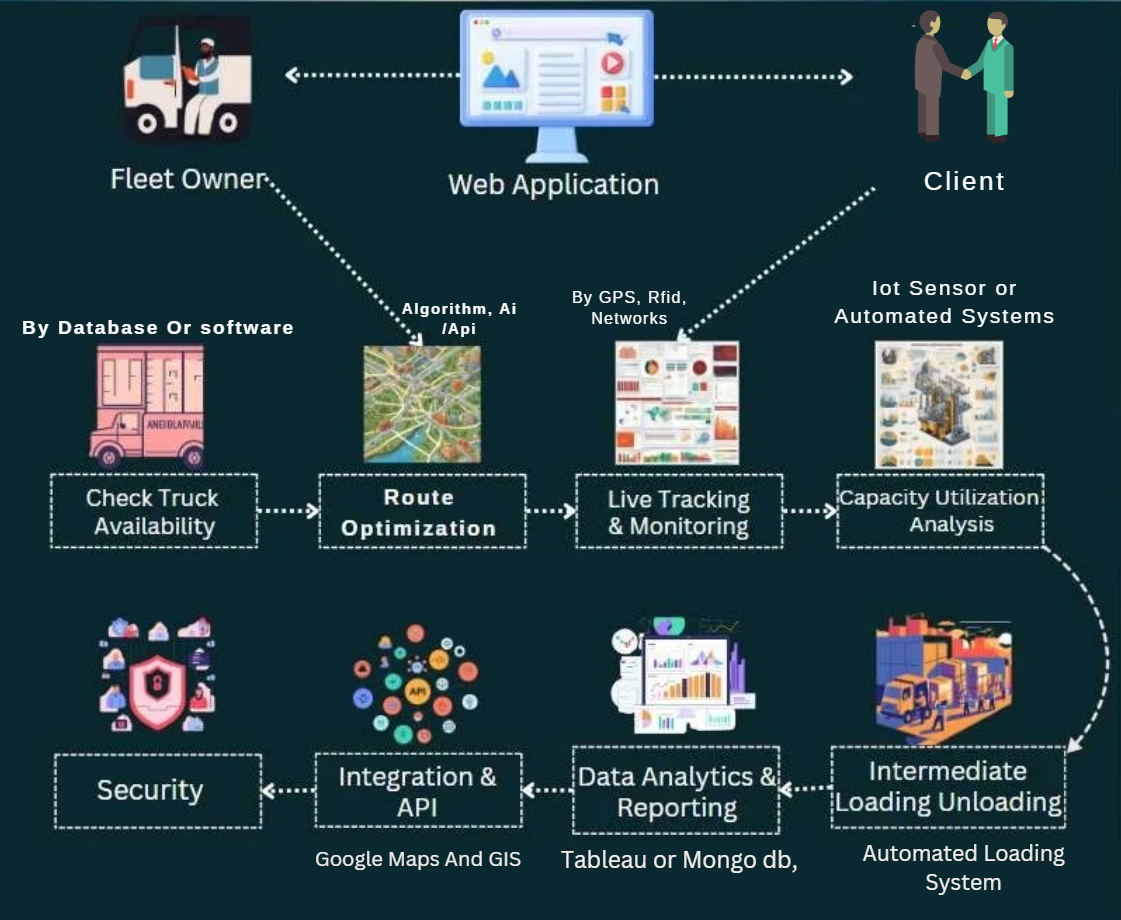 Fleet Owner
Web Application
Client
By Database Or software
Algorithm, Ai
/Api
By GPS, Rfid,
Networks
Iot Sensor or
Automated Systems
Check Truck
Availability
Route
Optimization
Live Tracking
& Monitoring
Capacity Utilization
Analysis
Security
Integration &
API
API
Data Analytics &
Reporting
Intermediate
Loading Unloading
Google Maps And GIS
Tableau or Mongo db,
Automated Loading
System